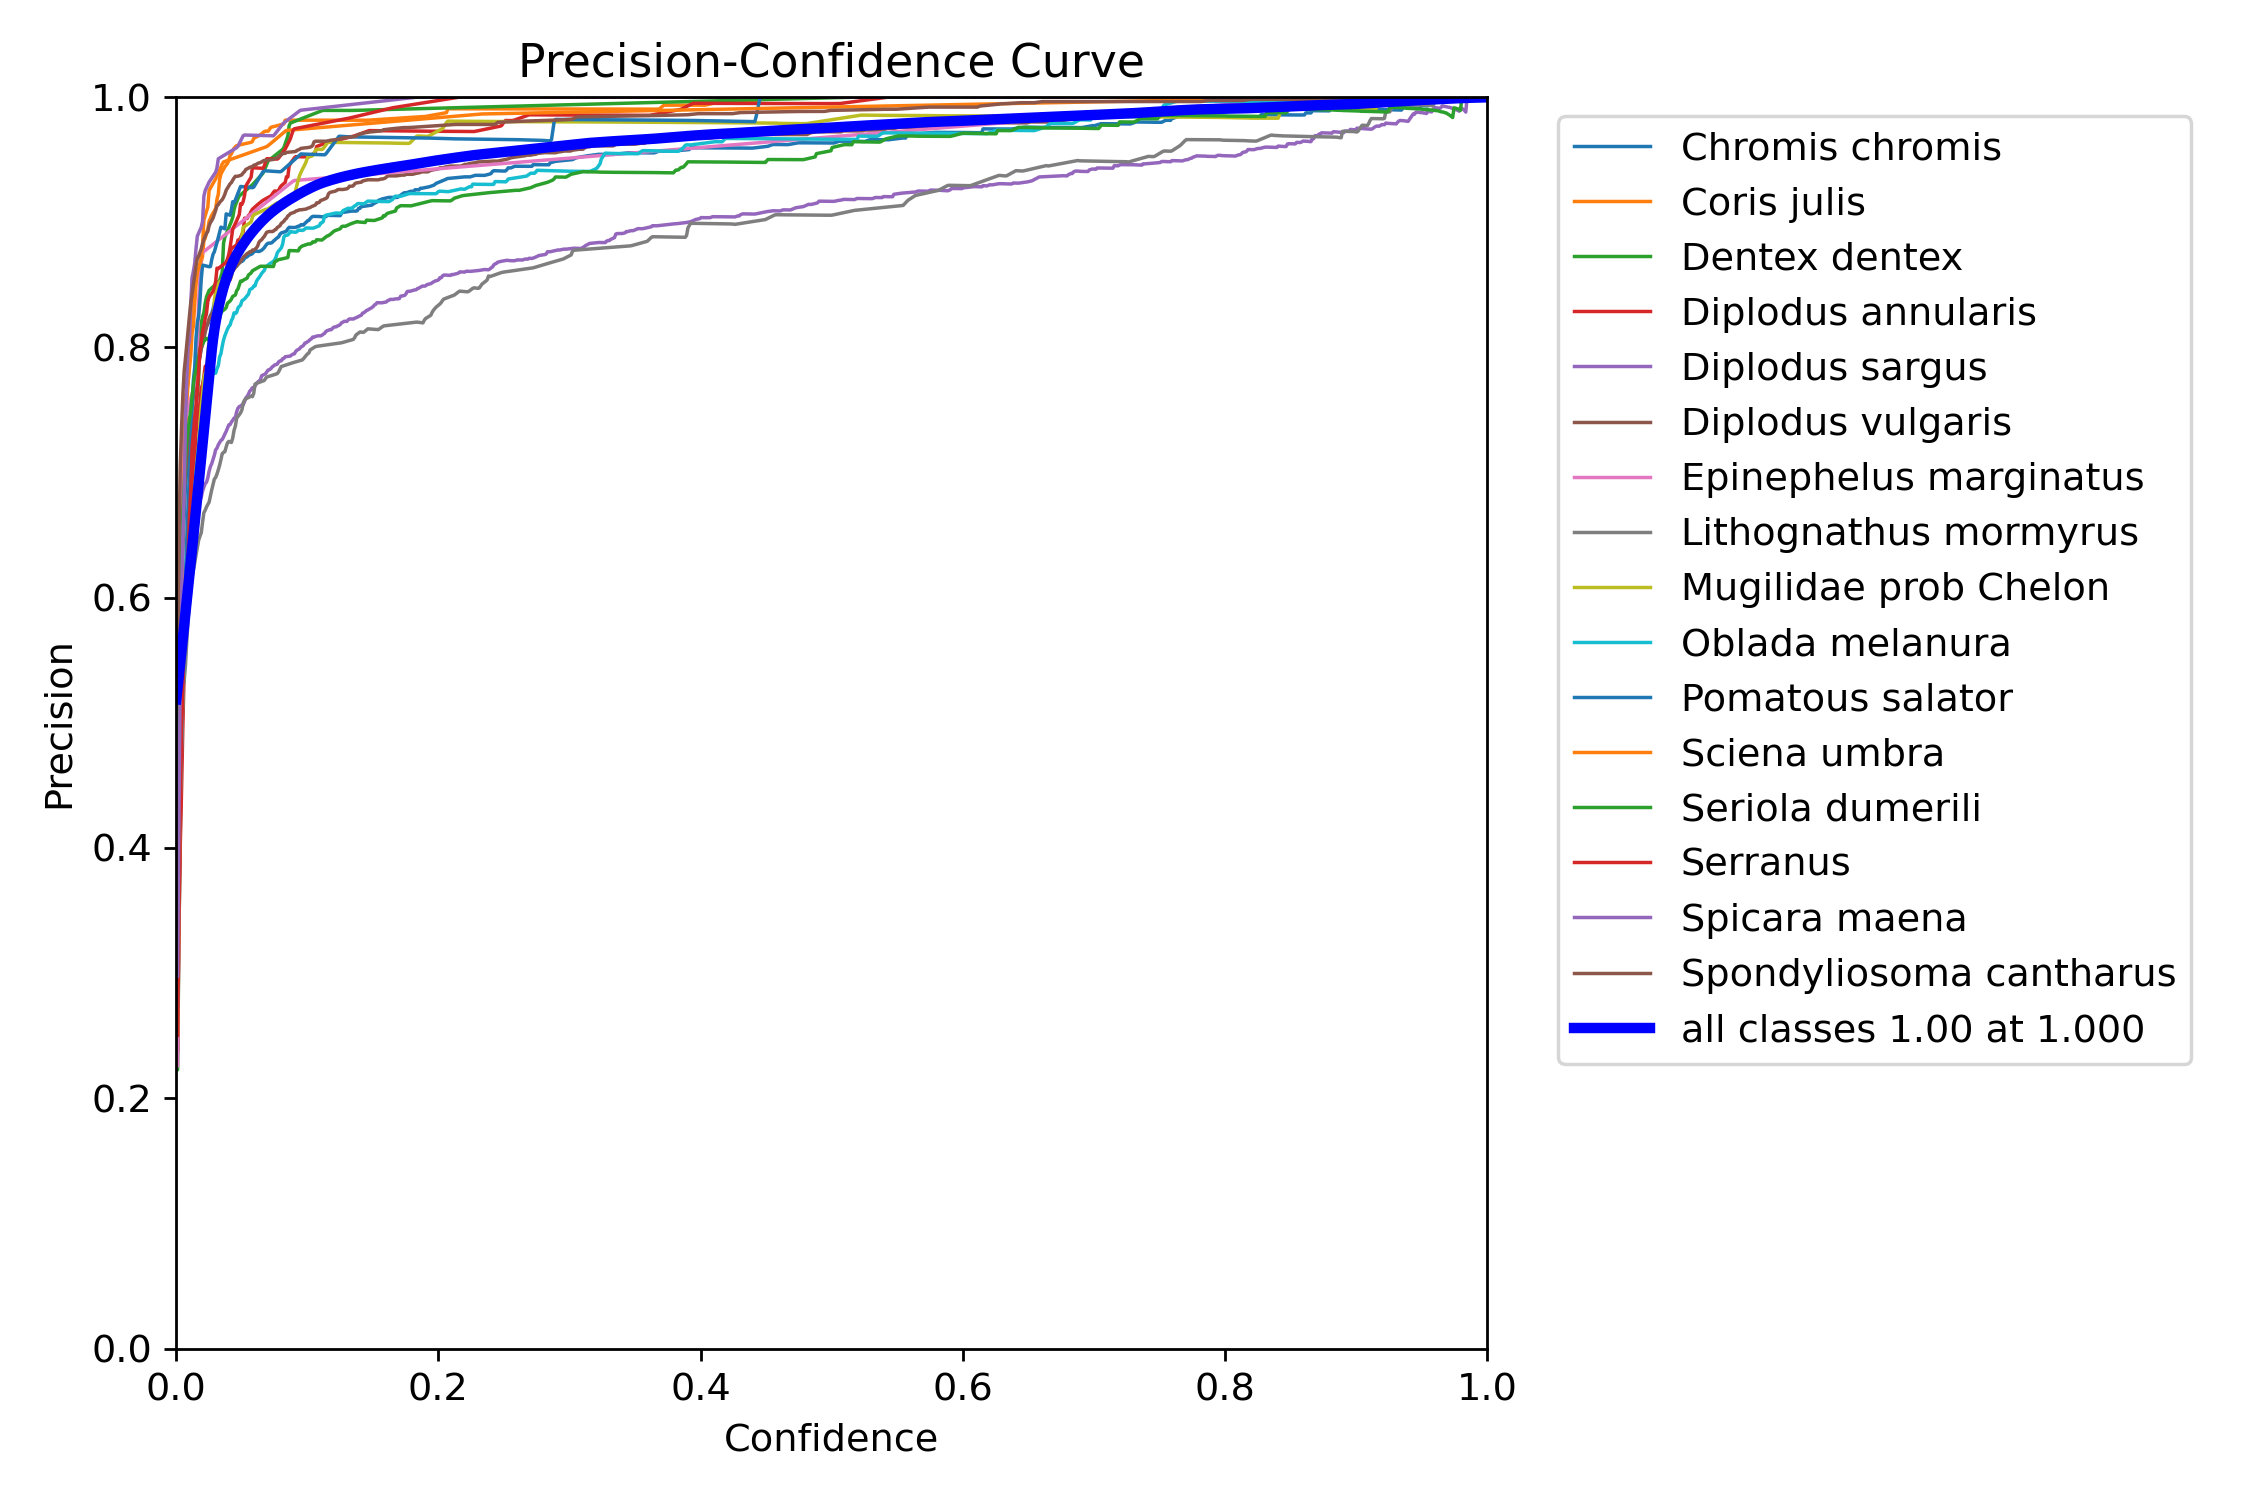 Precision-Confidence Curve
1.0
0.8
0.6
0.4
0.2
0.0
Precision
0.0 0.2 0.4 0.6 0.8 1.0
Confidence
Chromis chromis
Coris julis
Dentex dentex
Diplodus annularis
Diplodus sargus
Diplodus vulgaris
Epinephelus marginatus
Lithognathus mormyrus
Mugilidae prob Chelon
Oblada melanura
Pomatous salator
Sciena umbra
Seriola dumerili
Serranus
Spicara maena
Spondyliosoma cantharus
all classes 1.00 at 1.000